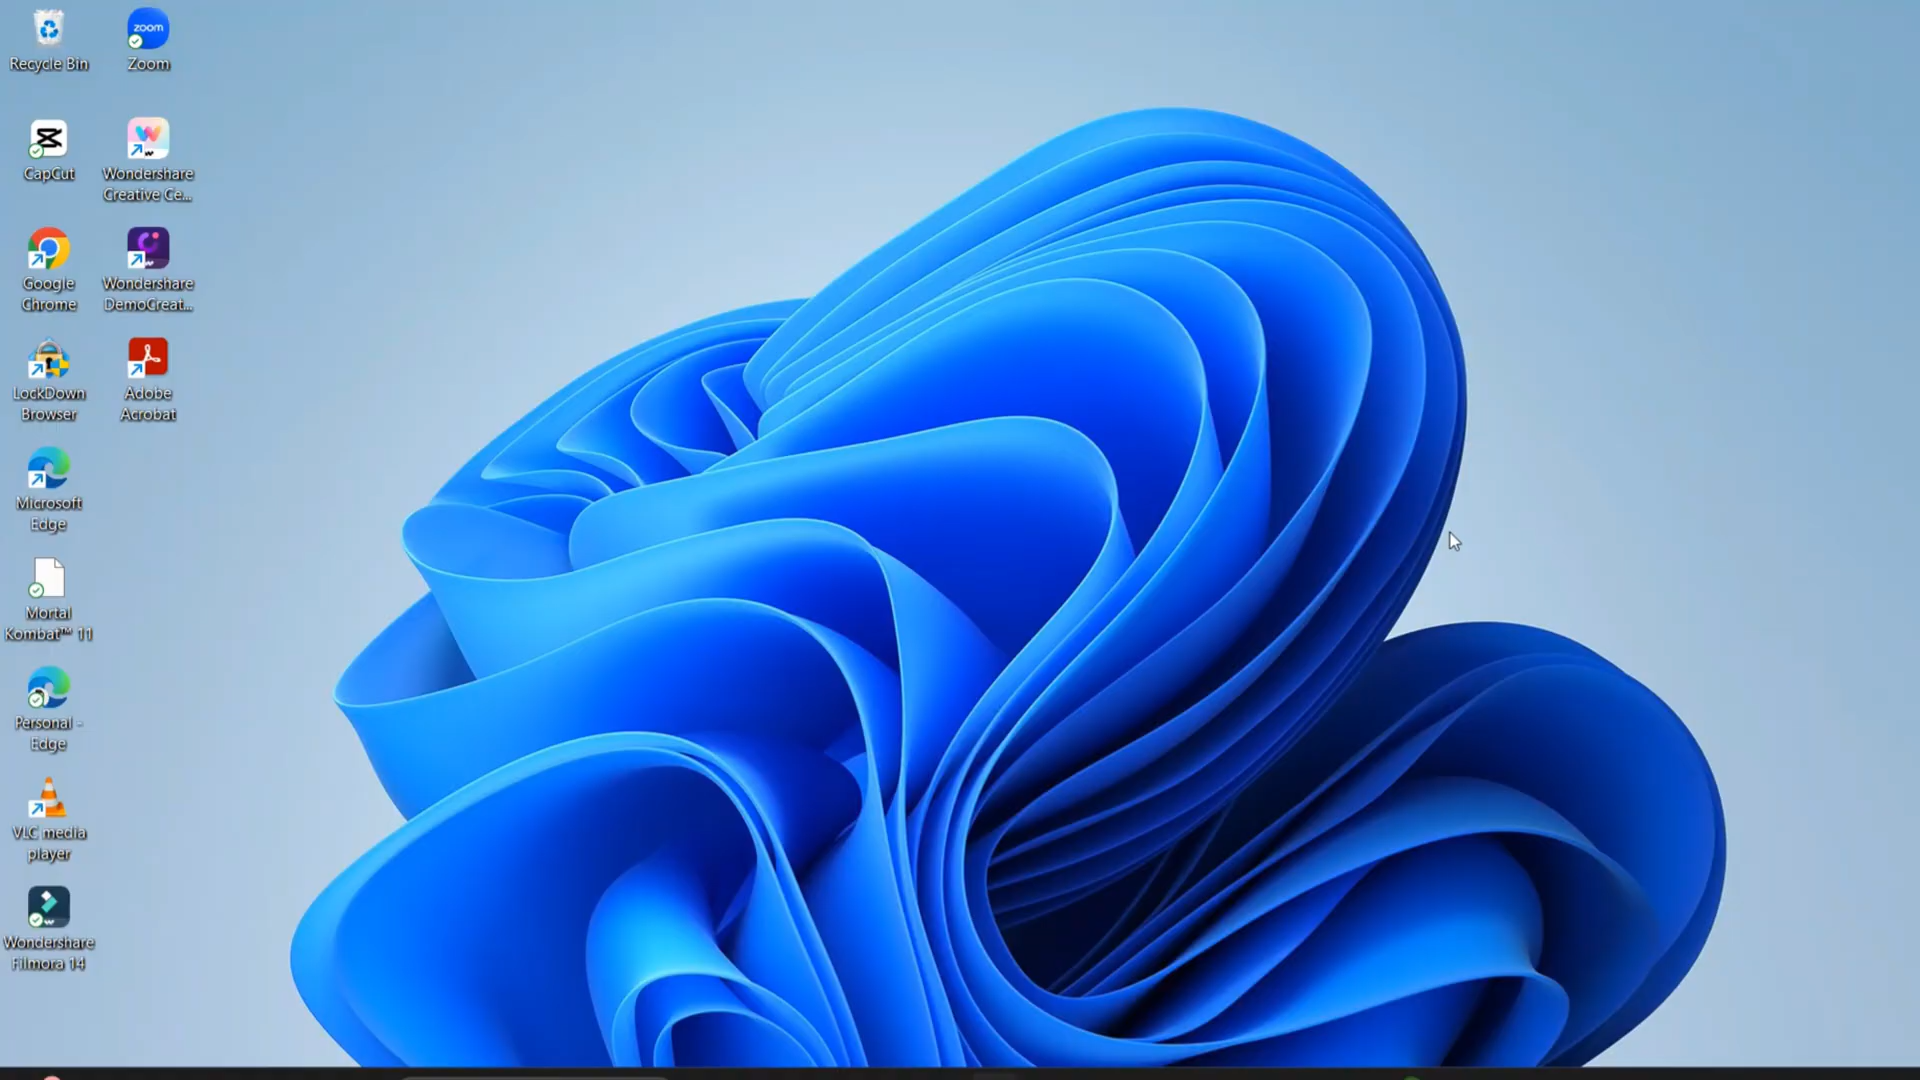 Recycle Bin
zoom
Zoom
CapCut
Wondershare
Creative Ce...
Google
Chrome
Wondershare
DemoCreat...
LockDown
Browser
Adobe
Acrobat
Microsoft
Edge
Mortal
Kombat™ 11
Personal -
Edge
VLC media
player
Wondershare
Filmora 14